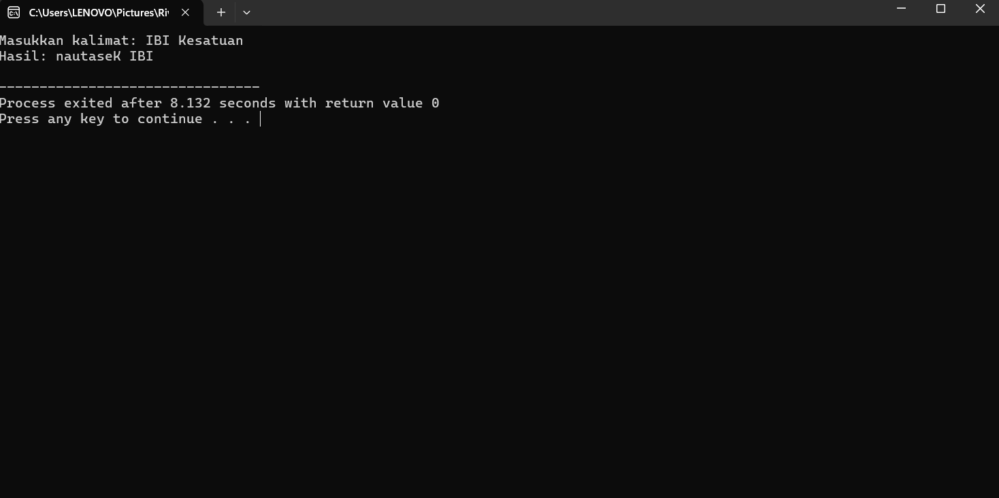 C:\Users\LENOVO\Pictures\Ri
Masukkan kalimat: IBI Kesatuan
Hasil: nautaseK IBI
--------------------------------
Process exited after 8.132 seconds with return value 0
Press any key to continue . . .